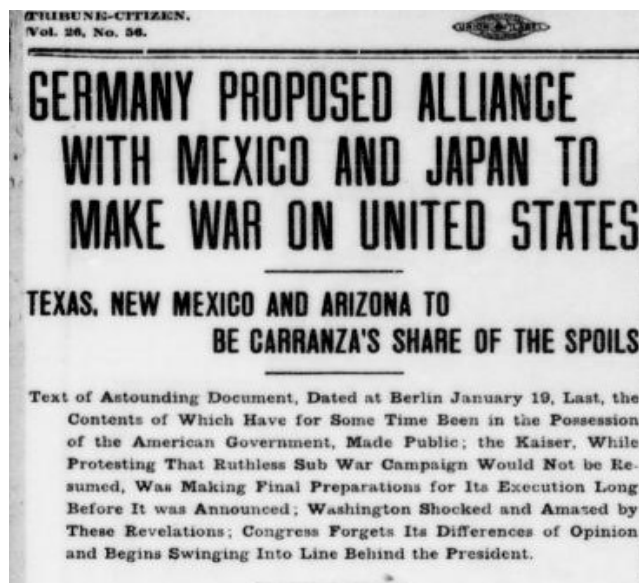 TRIBUNE-CITIZEN.
Vol. 26, No. 56.
UNION LABEL
GERMANY PROPOSED ALLIANCE
WITH MEXICO AND JAPAN TO
MAKE WAR ON UNITED STATES
TEXAS, NEW MEXICO AND ARIZONA TO
BE CARRANZA'S SHARE OF THE SPOILS
Text of Astounding Document, Dated at Berlin January 19, Last, the
Contents of Which Have for Some Time Been in the Possession
of the American Government, Made Public; the Kaiser, While
Protesting That Ruthless Sub War Campaign Would Not be Re-
sumed, Was Making Final Preparations for Its Execution Long
Before It was Announced; Washington Shocked and Amazed by
These Revelations; Congress Forgets Its Differences of Opinion
and Begins Swinging Into Line Behind the President.